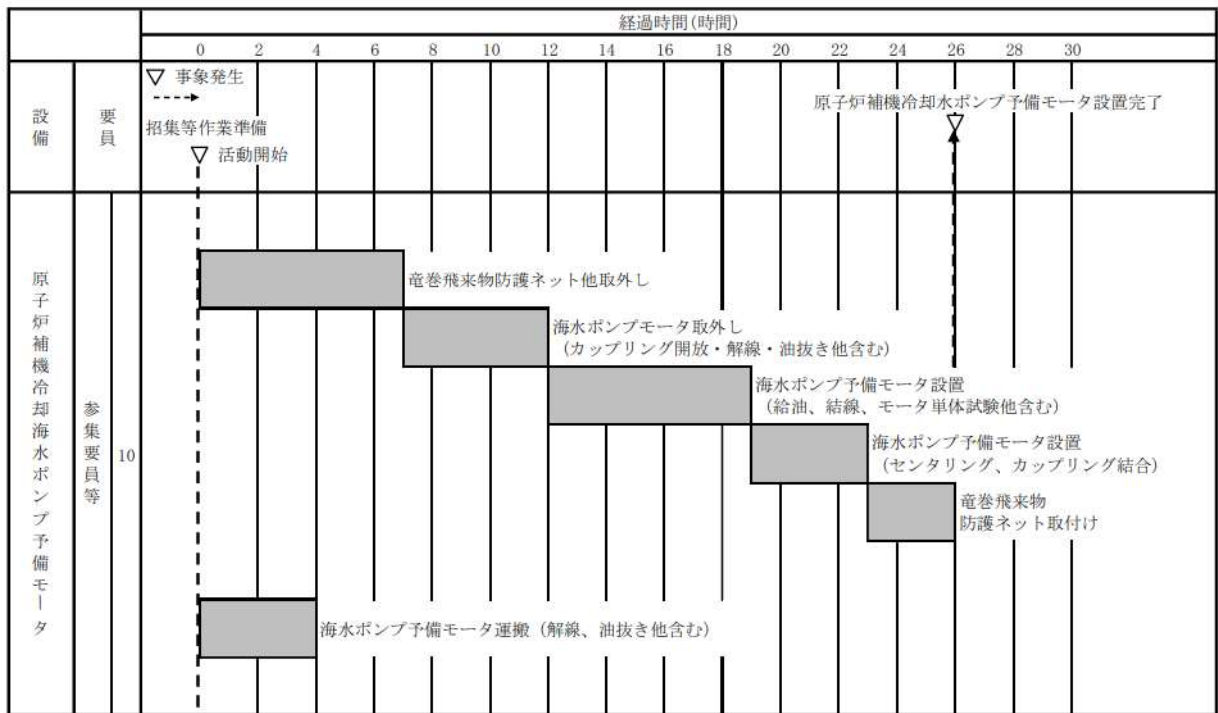 経過時間(時間)
0 2 4 6 8 10 12 14 16 18 20 22 24 26 28 30
設備
要員
▽ 事象発生
招集等作業準備
▽ 活動開始
原子炉補機冷却水ポンプ予備モータ設置完了
▽
原子炉補機冷却海水ポンプ予備モータ
参集要員等
10
竜巻飛来物防護ネット他取外し
海水ポンプモータ取外し
(カップリング開放・解線・油抜き他含む)
海水ポンプ予備モータ設置
(給油、結線、モータ単体試験他含む)
海水ポンプ予備モータ設置
(センタリング、カップリング結合)
竜巻飛来物
防護ネット取付け
海水ポンプ予備モータ運搬(解線、油抜き他含む)